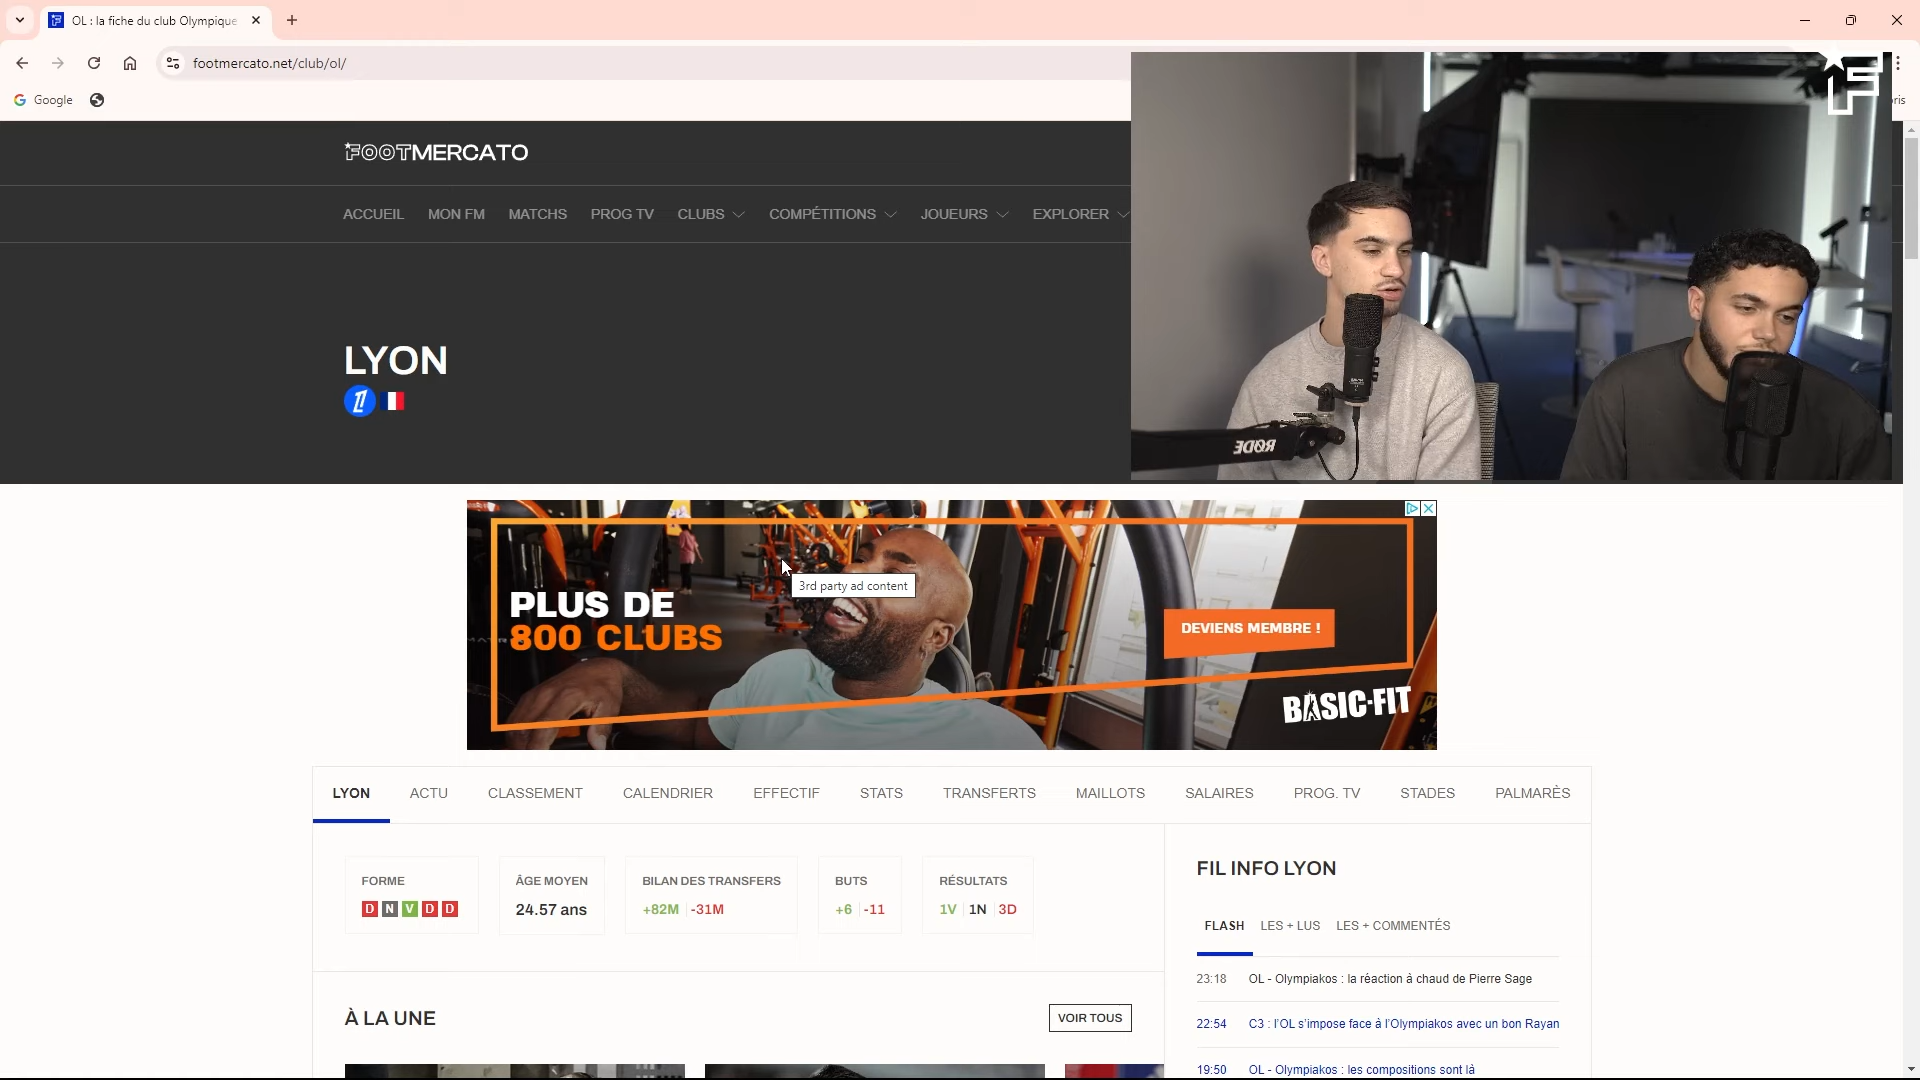 OL : la fiche du club Olympique
footmercato.net/club/ol/
Google
FOOTMERCATO
ACCUEIL MON FM MATCHS PROG TV CLUBS COMPÉTITIONS JOUEURS EXPLORER
LYON
RØDE
PLUS DE
800 CLUBS
3rd party ad content
DEVIENS MEMBRE !
BASIC-FIT
LYON ACTU CLASSEMENT CALENDRIER EFFECTIF STATS TRANSFERTS MAILLOTS SALAIRES PROG. TV STADES PALMARÈS
FORME
D N V D D
ÂGE MOYEN
24.57 ans
BILAN DES TRANSFERS
+82M -31M
BUTS
+6 -11
RÉSULTATS
1V 1N 3D
À LA UNE
VOIR TOUS
FIL INFO LYON
FLASH LES + LUS LES + COMMENTÉS
23:18 OL - Olympiakos : la réaction à chaud de Pierre Sage
22:54 C3 : l'OL s'impose face à l'Olympiakos avec un bon Rayan
19:50 OL - Olympiakos : les compositions sont là